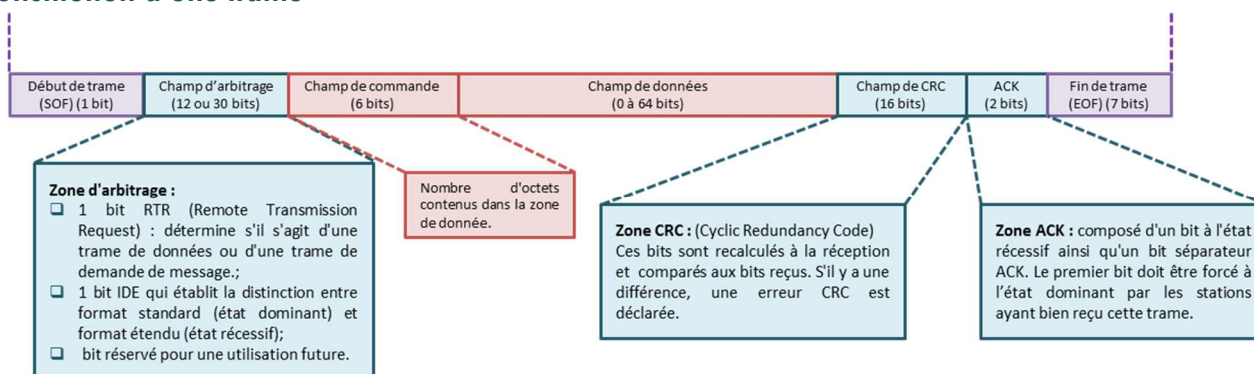 Début de trame
(SOF) (1 bit)
Champ d'arbitrage
(12 ou 30 bits)
Champ de commande
(6 bits)
Champ de données
(0 à 64 bits)
Champ de CRC
(16 bits)
ACK
(2 bits)
Fin de trame
(EOF) (7 bits)
Zone d'arbitrage :
❑ 1 bit RTR (Remote Transmission
Request) : détermine s'il s'agit d'une
trame de données ou d'une trame de
demande de message.;
❑ 1 bit IDE qui établit la distinction entre
format standard (état dominant) et
format étendu (état récessif);
❑ bit réservé pour une utilisation future.
Nombre d'octets
contenus dans la zone
de donnée.
Zone CRC : (Cyclic Redundancy Code)
Ces bits sont recalculés à la réception
et comparés aux bits reçus. S'il y a une
différence, une erreur CRC est
déclarée.
Zone ACK : composé d'un bit à l'état
récessif ainsi qu'un bit séparateur
ACK. Le premier bit doit être forcé à
l'état dominant par les stations
ayant bien reçu cette trame.